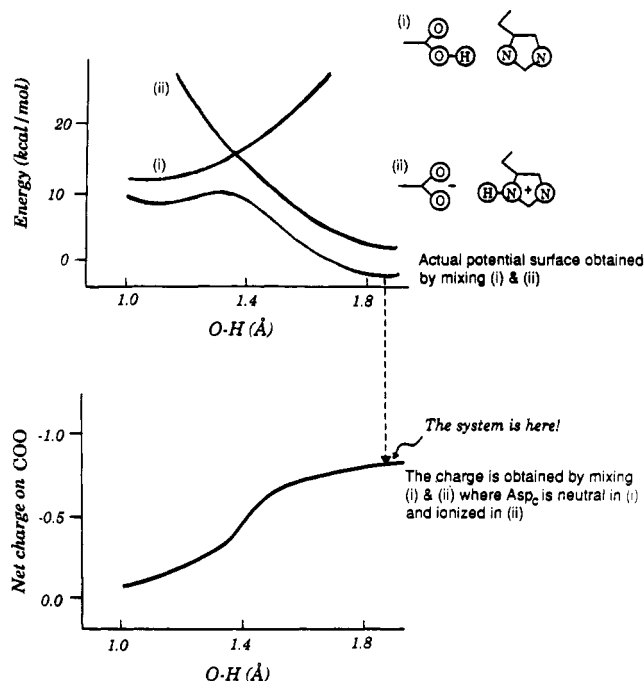 (i)
O
O
H
N
N
(ii)
(i)
Energy (kcal/mol)
20
10
0
1.0
1.4
1.8
O-H (Å)
(ii)
O
O
-
H
N
+
N
Actual potential surface obtained
by mixing (i) & (ii)
The system is here!
Net charge on COO
-1.0
-0.5
0.0
The charge is obtained by mixing
(i) & (ii) where Asp_c is neutral in (i)
and ionized in (ii)
1.0
1.4
1.8
O-H (Å)